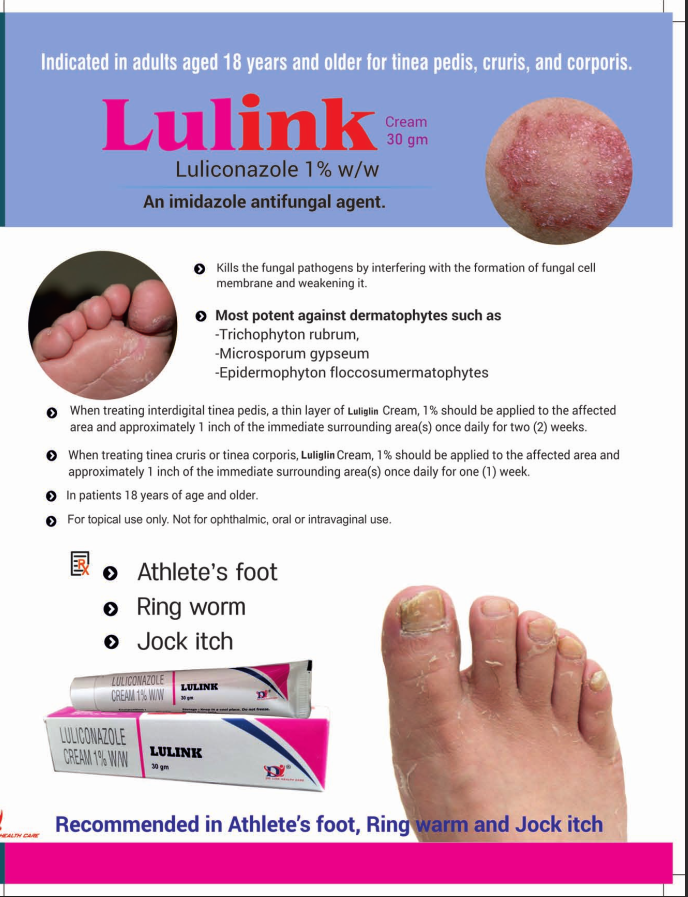 Indicated in adults aged 18 years and older for tinea pedis, cruris, and corporis.
Lulink
Cream
30 gm
Luliconazole 1% w/w
An imidazole antifungal agent.
Kills the fungal pathogens by interfering with the formation of fungal cell
membrane and weakening it.
Most potent against dermatophytes such as
-Trichophyton rubrum,
-Microsporum gypseum
-Epidermophyton floccosumermatophytes
When treating interdigital tinea pedis, a thin layer of Luliglin Cream, 1% should be applied to the affected
area and approximately 1 inch of the immediate surrounding area(s) once daily for two (2) weeks.
When treating tinea cruris or tinea corporis, Luliglin Cream, 1% should be applied to the affected area and
approximately 1 inch of the immediate surrounding area(s) once daily for one (1) week.
In patients 18 years of age and older.
For topical use only. Not for ophthalmic, oral or intravaginal use.
Rx
Athlete's foot
Ring worm
Jock itch
LULICONAZOLE
CREAM 1% W/W
LULINK
30 gm
LULICONAZOLE
CREAM 1% W/W
LULINK
30 gm
HEALTH CARE
Recommended in Athlete's foot, Ring warm and Jock itch